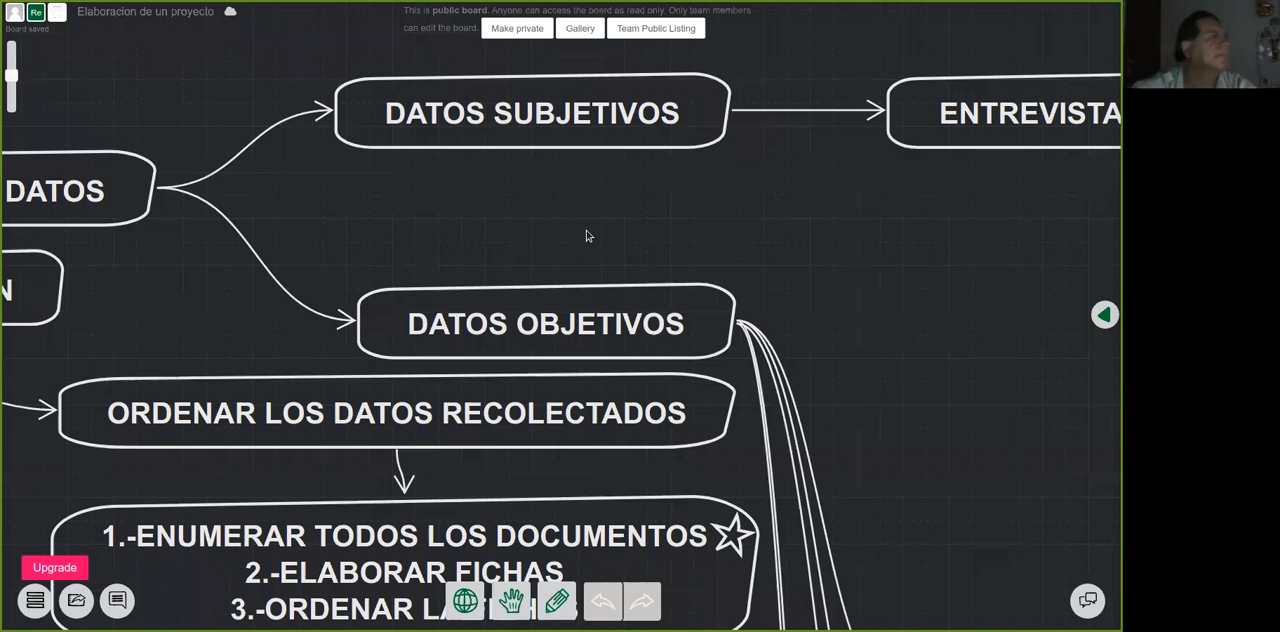 Re
Elaboracion de un proyecto
Board saved
This is public board. Anyone can access the board as read only. Only team members
can edit the board.
Make private
Gallery
Team Public Listing
DATOS SUBJETIVOS
ENTREVISTA
DATOS
N
DATOS OBJETIVOS
ORDENAR LOS DATOS RECOLECTADOS
1.-ENUMERAR TODOS LOS DOCUMENTOS
2.-ELABORAR FICHAS
3.-ORDENAR
Upgrade